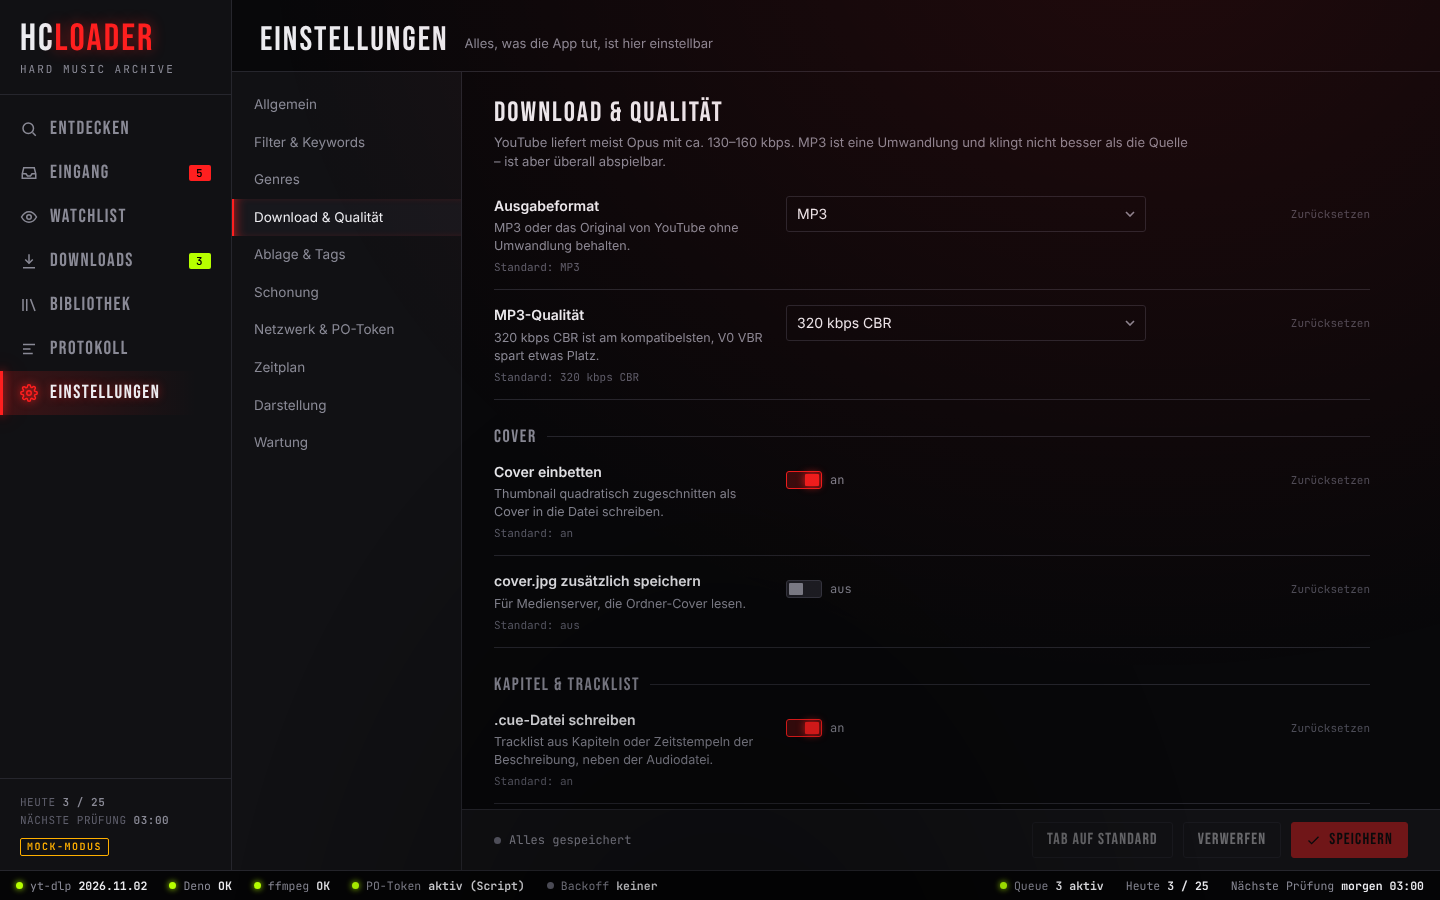 HCLOADER
HARD MUSIC ARCHIVE
ENTDECKEN
EINGANG 5
WATCHLIST
DOWNLOADS 3
BIBLIOTHEK
PROTOKOLL
EINSTELLUNGEN
HEUTE 3 / 25
NÄCHSTE PRÜFUNG 03:00
MOCK-MODUS
EINSTELLUNGEN Alles, was die App tut, ist hier einstellbar
Allgemein
Filter & Keywords
Genres
Download & Qualität
Ablage & Tags
Schonung
Netzwerk & PO-Token
Zeitplan
Darstellung
Wartung
DOWNLOAD & QUALITÄT
YouTube liefert meist Opus mit ca. 130–160 kbps. MP3 ist eine Umwandlung und klingt nicht besser als die Quelle
– ist aber überall abspielbar.
Ausgabeformat
MP3 oder das Original von YouTube ohne
Umwandlung behalten.
Standard: MP3
MP3
Zurücksetzen
MP3-Qualität
320 kbps CBR ist am kompatibelsten, V0 VBR
spart etwas Platz.
Standard: 320 kbps CBR
320 kbps CBR
Zurücksetzen
COVER
Cover einbetten
Thumbnail quadratisch zugeschnitten als
Cover in die Datei schreiben.
Standard: an
an
Zurücksetzen
cover.jpg zusätzlich speichern
Für Medienserver, die Ordner-Cover lesen.
Standard: aus
aus
Zurücksetzen
KAPITEL & TRACKLIST
.cue-Datei schreiben
Tracklist aus Kapiteln oder Zeitstempeln der
Beschreibung, neben der Audiodatei.
Standard: an
an
Zurücksetzen
Alles gespeichert
TAB AUF STANDARD
VERWERFEN
SPEICHERN
yt-dlp 2026.11.02 Deno OK ffmpeg OK PO-Token aktiv (Script) Backoff keiner Queue 3 aktiv Heute 3 / 25 Nächste Prüfung morgen 03:00